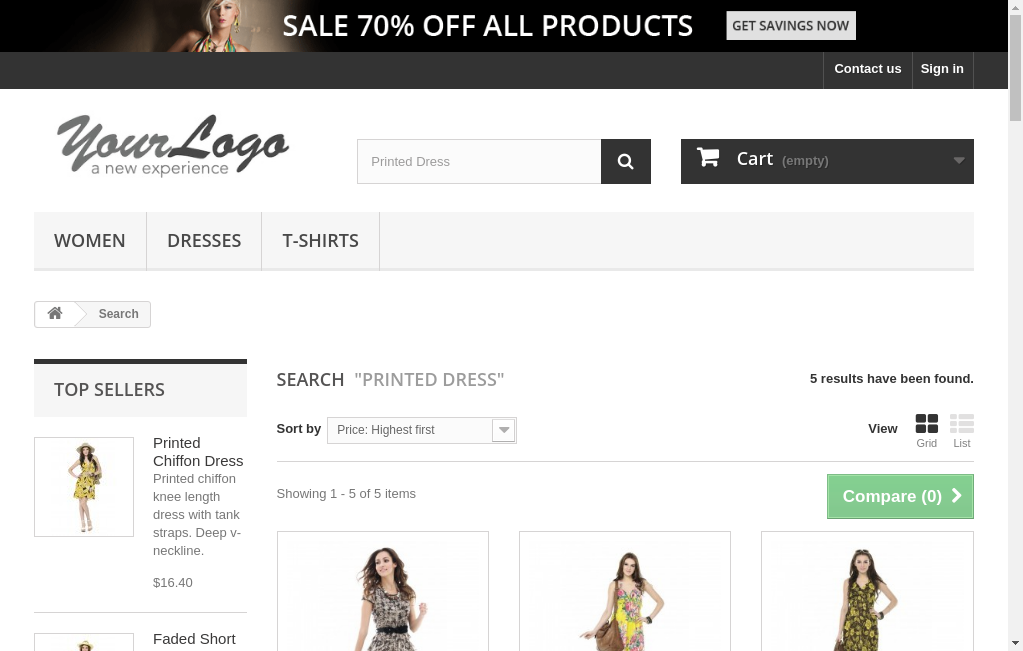 SALE 70% OFF ALL PRODUCTS
GET SAVINGS NOW
Contact us
Sign in
YourLogo
a new experience
Printed Dress
Cart (empty)
WOMEN
DRESSES
T-SHIRTS
Search
TOP SELLERS
Printed
Chiffon Dress
Printed chiffon
knee length
dress with tank
straps. Deep v-
neckline.
$16.40
Faded Short
SEARCH "PRINTED DRESS"
5 results have been found.
Sort by
Price: Highest first
View
Grid
List
Showing 1 - 5 of 5 items
Compare (0)